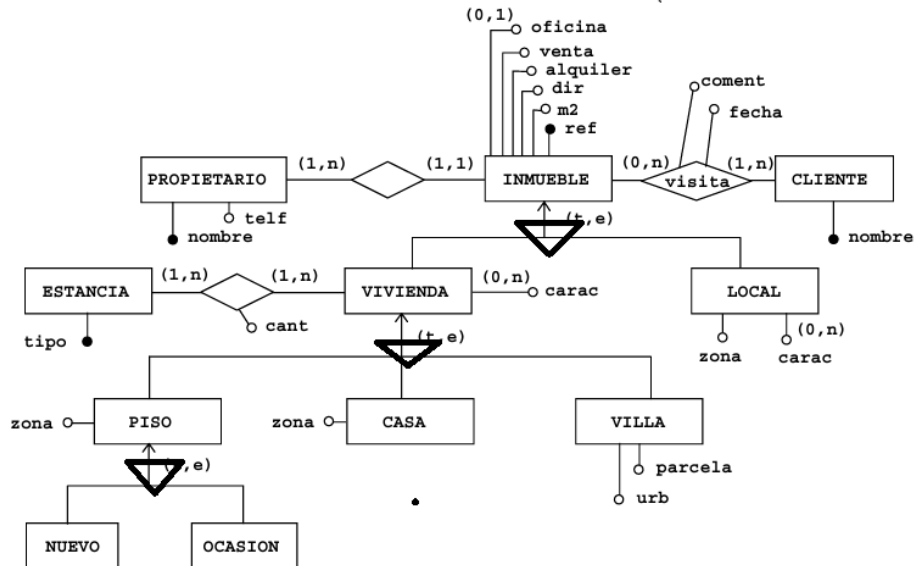 (0,1)
oficina
venta
alquiler
dir
m2
ref
coment
fecha
PROPIETARIO
(1,n)
(1,1)
INMUEBLE
(0,n)
visita
(1,n)
CLIENTE
telf
nombre
(t,e)
nombre
ESTANCIA
(1,n)
(1,n)
VIVIENDA
(0,n)
carac
LOCAL
tipo
cant
(t,e)
zona
(0,n)
carac
zona
PISO
zona
CASA
VILLA
,e)
parcela
urb
NUEVO
OCASION